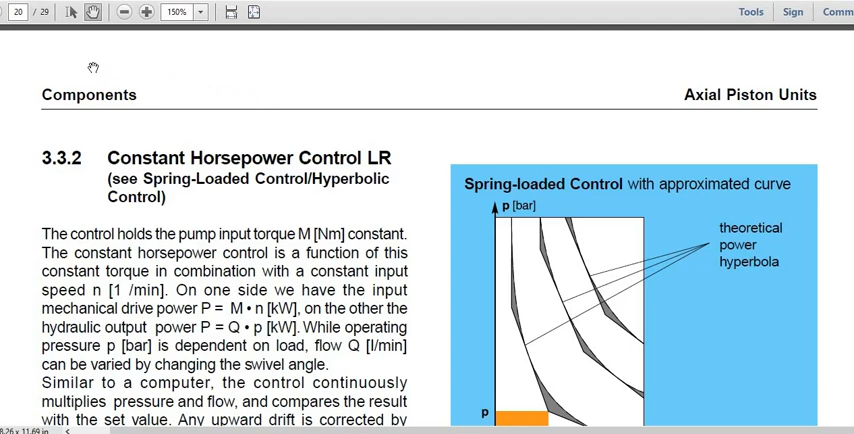 20 / 29 150% Tools Sign Comm
Components Axial Piston Units
3.3.2 Constant Horsepower Control LR
(see Spring-Loaded Control/Hyperbolic
Control)
The control holds the pump input torque M [Nm] constant.
The constant horsepower control is a function of this
constant torque in combination with a constant input
speed n [1 /min]. On one side we have the input
mechanical drive power P = M • n [kW], on the other the
hydraulic output power P = Q • p [kW]. While operating
pressure p [bar] is dependent on load, flow Q [l/min]
can be varied by changing the swivel angle.
Similar to a computer, the control continuously
multiplies pressure and flow, and compares the result
with the set value. Any upward drift is corrected by
Spring-loaded Control with approximated curve
p [bar]
theoretical
power
hyperbola
p
8.26 x 11.69 in